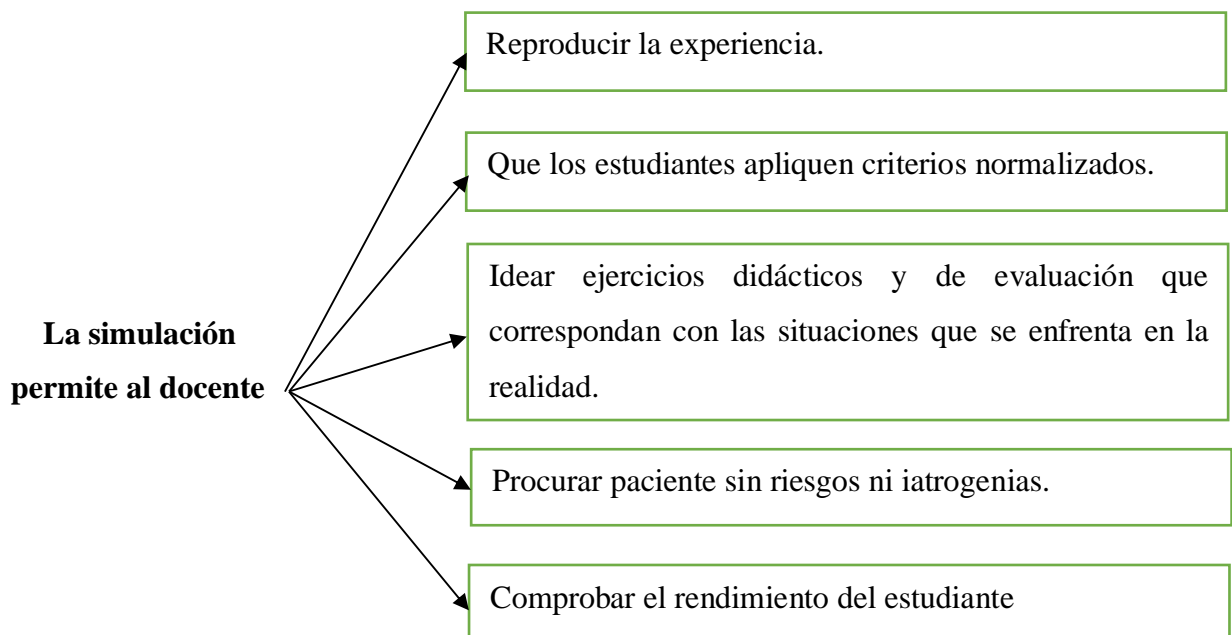 Reproducir la experiencia.
Que los estudiantes apliquen criterios normalizados.
Idear ejercicios didácticos y de evaluación que
correspondan con las situaciones que se enfrenta en la
realidad.
La simulación
permite al docente
Procurar paciente sin riesgos ni iatrogenias.
Comprobar el rendimiento del estudiante